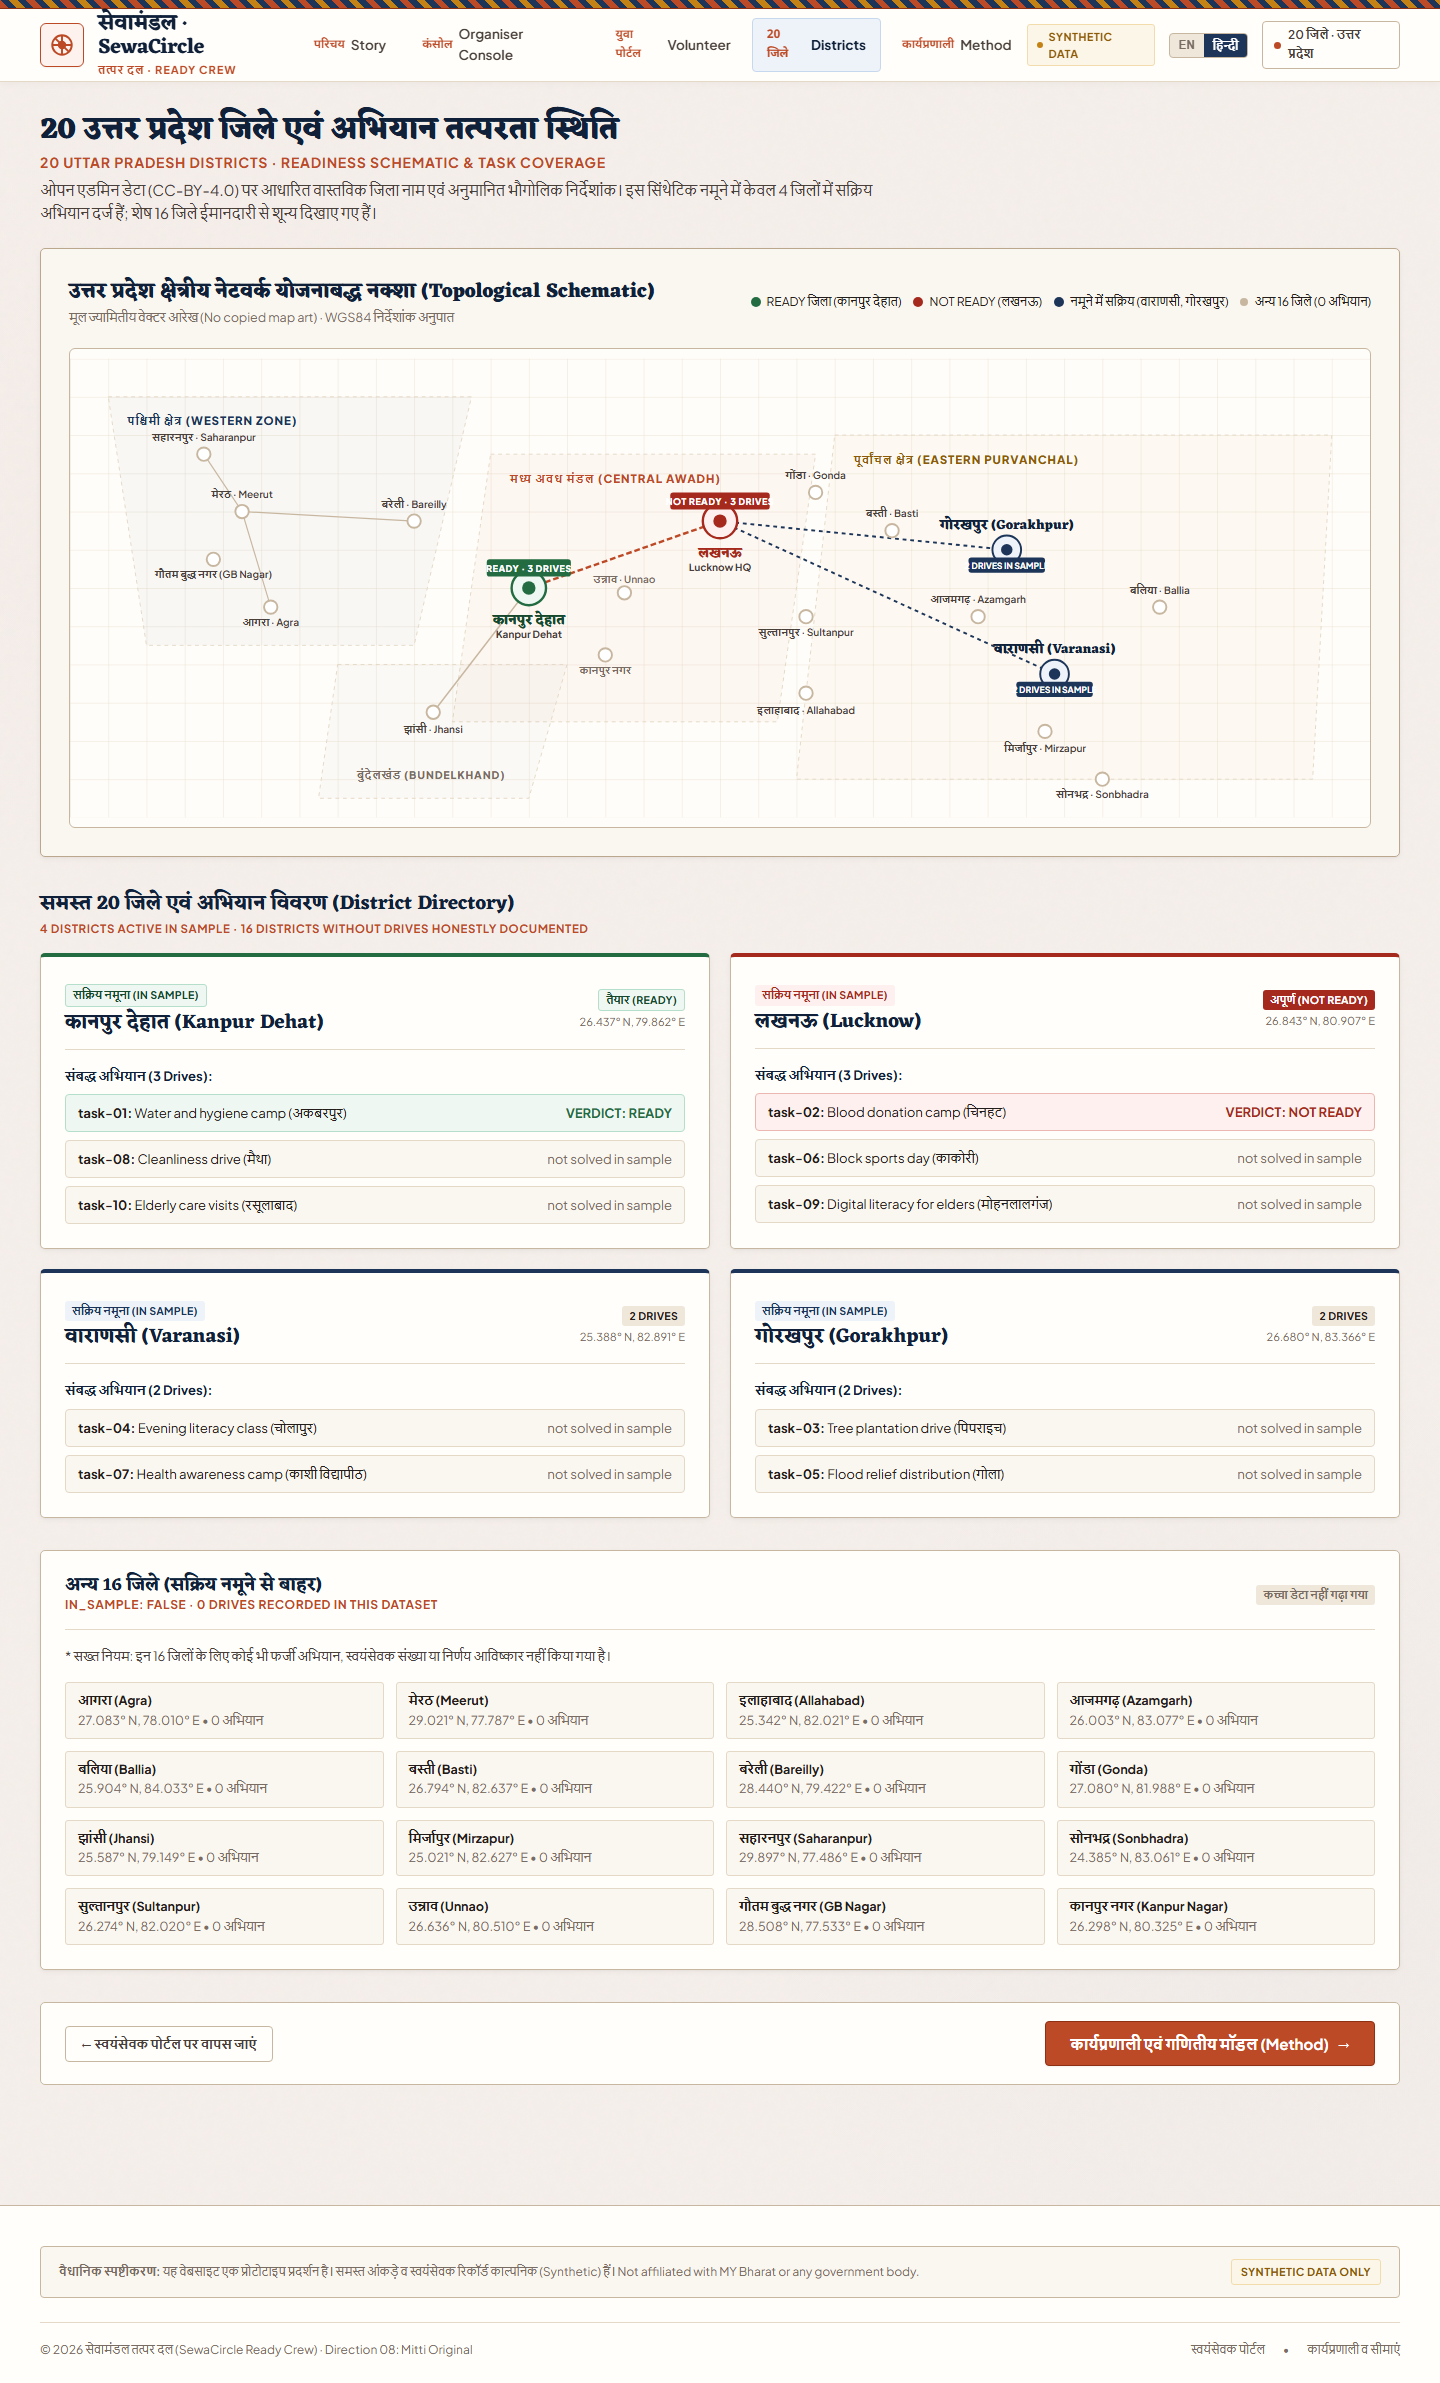 सेवामंडल ·
SewaCircle
तत्पर दल · READY CREW
परिचय Story
कंसोल Organiser Console
युवा पोर्टल Volunteer
20 जिले Districts
कार्यप्रणाली Method
SYNTHETIC DATA
EN हिन्दी
20 जिले · उत्तर प्रदेश
20 उत्तर प्रदेश जिले एवं अभियान तत्परता स्थिति
20 UTTAR PRADESH DISTRICTS · READINESS SCHEMATIC & TASK COVERAGE
ओपन एडमिन डेटा (CC-BY-4.0) पर आधारित वास्तविक जिला नाम एवं अनुमानित भौगोलिक निर्देशांक। इस सिंथेटिक नमूने में केवल 4 जिलों में सक्रिय
अभियान दर्ज हैं; शेष 16 जिले ईमानदारी से शून्य दिखाए गए हैं।
उत्तर प्रदेश क्षेत्रीय नेटवर्क योजनाबद्ध नक्शा (Topological Schematic)
मूल ज्यामितीय वेक्टर आरेख (No copied map art) · WGS84 निर्देशांक अनुपात
READY जिला (कानपुर देहात) NOT READY (लखनऊ) नमूने में सक्रिय (वाराणसी, गोरखपुर) अन्य 16 जिले (0 अभियान)
पश्चिमी क्षेत्र (WESTERN ZONE)
सहारनपुर · Saharanpur
मेरठ · Meerut
बरेली · Bareilly
गौतम बुद्ध नगर (GB Nagar)
आगरा · Agra
मध्य अवध मंडल (CENTRAL AWADH)
OT READY · 3 DRIVES
लखनऊ
Lucknow HQ
READY · 3 DRIVES
कानपुर देहात
Kanpur Dehat
उन्नाव · Unnao
कानपुर नगर
गोंडा · Gonda
पूर्वांचल क्षेत्र (EASTERN PURVANCHAL)
बस्ती · Basti
गोरखपुर (Gorakhpur)
DRIVES IN SAMPL
आजमगढ़ · Azamgarh
बलिया · Ballia
सुल्तानपुर · Sultanpur
वाराणसी (Varanasi)
DRIVES IN SAMPL
इलाहाबाद · Allahabad
मिर्जापुर · Mirzapur
सोनभद्र · Sonbhadra
झांसी · Jhansi
बुंदेलखंड (BUNDELKHAND)
समस्त 20 जिले एवं अभियान विवरण (District Directory)
4 DISTRICTS ACTIVE IN SAMPLE · 16 DISTRICTS WITHOUT DRIVES HONESTLY DOCUMENTED
सक्रिय नमूना (IN SAMPLE)
कानपुर देहात (Kanpur Dehat)
तैयार (READY)
26.437° N, 79.862° E
संबद्ध अभियान (3 Drives):
task-01: Water and hygiene camp (अकबरपुर) VERDICT: READY
task-08: Cleanliness drive (मैथा) not solved in sample
task-10: Elderly care visits (रसूलाबाद) not solved in sample
सक्रिय नमूना (IN SAMPLE)
लखनऊ (Lucknow)
अपूर्ण (NOT READY)
26.843° N, 80.907° E
संबद्ध अभियान (3 Drives):
task-02: Blood donation camp (चिनहट) VERDICT: NOT READY
task-06: Block sports day (काकोरी) not solved in sample
task-09: Digital literacy for elders (मोहनलालगंज) not solved in sample
सक्रिय नमूना (IN SAMPLE)
वाराणसी (Varanasi)
2 DRIVES
25.388° N, 82.891° E
संबद्ध अभियान (2 Drives):
task-04: Evening literacy class (चोलापुर) not solved in sample
task-07: Health awareness camp (काशी विद्यापीठ) not solved in sample
सक्रिय नमूना (IN SAMPLE)
गोरखपुर (Gorakhpur)
2 DRIVES
26.680° N, 83.366° E
संबद्ध अभियान (2 Drives):
task-03: Tree plantation drive (पिपराइच) not solved in sample
task-05: Flood relief distribution (गोला) not solved in sample
अन्य 16 जिले (सक्रिय नमूने से बाहर)
IN_SAMPLE: FALSE · 0 DRIVES RECORDED IN THIS DATASET
कच्चा डेटा नहीं गढ़ा गया
* सख्त नियम: इन 16 जिलों के लिए कोई भी फर्जी अभियान, स्वयंसेवक संख्या या निर्णय आविष्कार नहीं किया गया है।
आगरा (Agra)
27.083° N, 78.010° E • 0 अभियान
मेरठ (Meerut)
29.021° N, 77.787° E • 0 अभियान
इलाहाबाद (Allahabad)
25.342° N, 82.021° E • 0 अभियान
आजमगढ़ (Azamgarh)
26.003° N, 83.077° E • 0 अभियान
बलिया (Ballia)
25.904° N, 84.033° E • 0 अभियान
बस्ती (Basti)
26.794° N, 82.637° E • 0 अभियान
बरेली (Bareilly)
28.440° N, 79.422° E • 0 अभियान
गोंडा (Gonda)
27.080° N, 81.988° E • 0 अभियान
झांसी (Jhansi)
25.587° N, 79.149° E • 0 अभियान
मिर्जापुर (Mirzapur)
25.021° N, 82.627° E • 0 अभियान
सहारनपुर (Saharanpur)
29.897° N, 77.486° E • 0 अभियान
सोनभद्र (Sonbhadra)
24.385° N, 83.061° E • 0 अभियान
सुल्तानपुर (Sultanpur)
26.274° N, 82.020° E • 0 अभियान
उन्नाव (Unnao)
26.636° N, 80.510° E • 0 अभियान
गौतम बुद्ध नगर (GB Nagar)
28.508° N, 77.533° E • 0 अभियान
कानपुर नगर (Kanpur Nagar)
26.298° N, 80.325° E • 0 अभियान
← स्वयंसेवक पोर्टल पर वापस जाएं
कार्यप्रणाली एवं गणितीय मॉडल (Method) →
वैधानिक स्पष्टीकरण: यह वेबसाइट एक प्रोटोटाइप प्रदर्शन है। समस्त आंकड़े व स्वयंसेवक रिकॉर्ड काल्पनिक (Synthetic) हैं। Not affiliated with MY Bharat or any government body.
SYNTHETIC DATA ONLY
© 2026 सेवामंडल तत्पर दल (SewaCircle Ready Crew) · Direction 08: Mitti Original
स्वयंसेवक पोर्टल • कार्यप्रणाली व सीमाएं